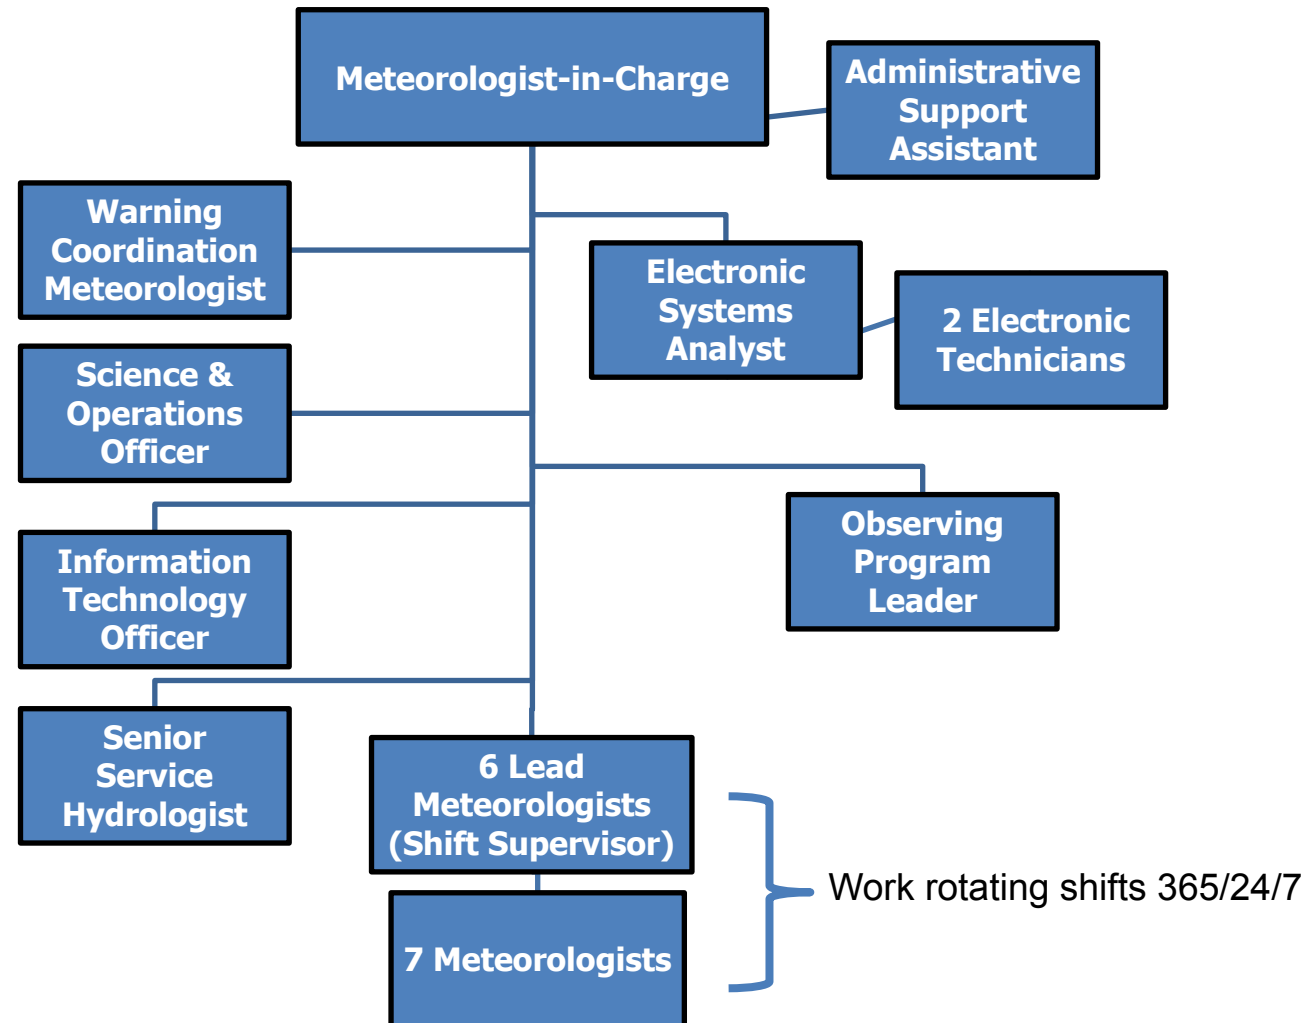 Meteorologist-in-Charge
Administrative
Support
Assistant
Warning
Coordination
Meteorologist
Electronic
Systems
Analyst
2 Electronic
Technicians
Science &
Operations
Officer
Observing
Program
Leader
Information
Technology
Officer
Senior
Service
Hydrologist
6 Lead
Meteorologists
(Shift Supervisor)
Work rotating shifts 365/24/7
7 Meteorologists